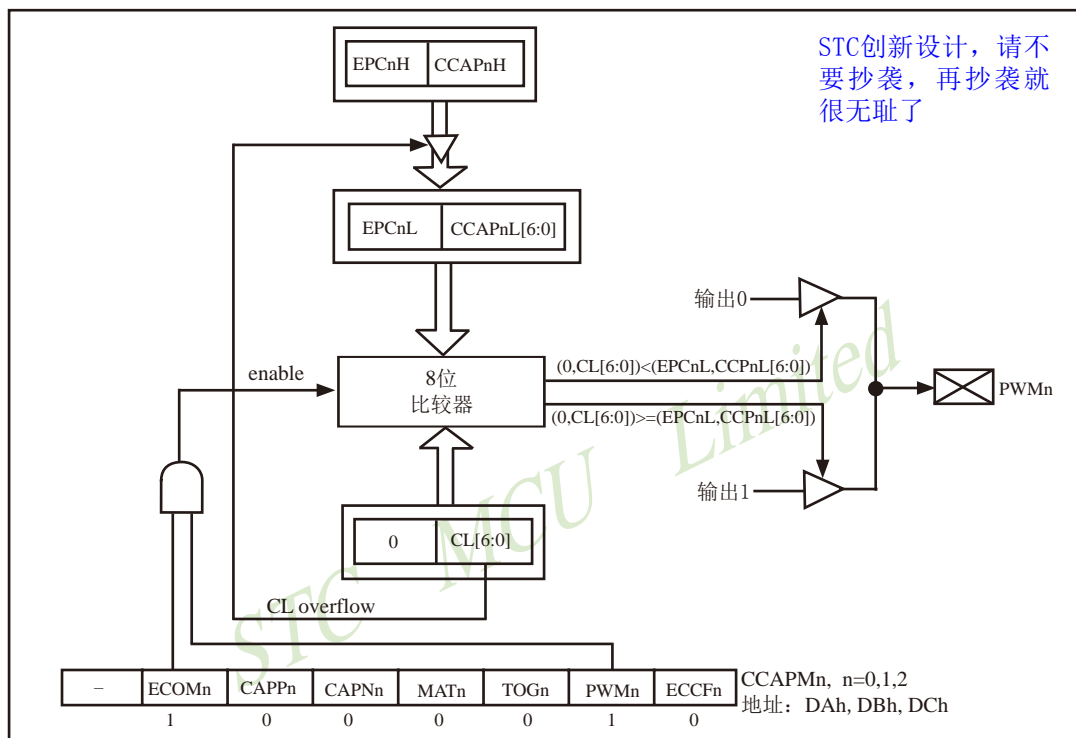 EPCnH CCAPnH
STC创新设计，请不
要抄袭，再抄袭就
很无耻了
EPCnL CCAPnL[6:0]
输出0
enable
8位
比较器
(0,CL[6:0])<(EPCnL,CCPnL[6:0])
(0,CL[6:0])>=(EPCnL,CCPnL[6:0])
PWMn
输出1
0 CL[6:0]
CL overflow
STC MCU Limited
– ECOMn CAPPn CAPNn MATn TOGn PWMn ECCFn
1 0 0 0 0 1 0
CCAPMn, n=0,1,2
地址：DAh, DBh, DCh